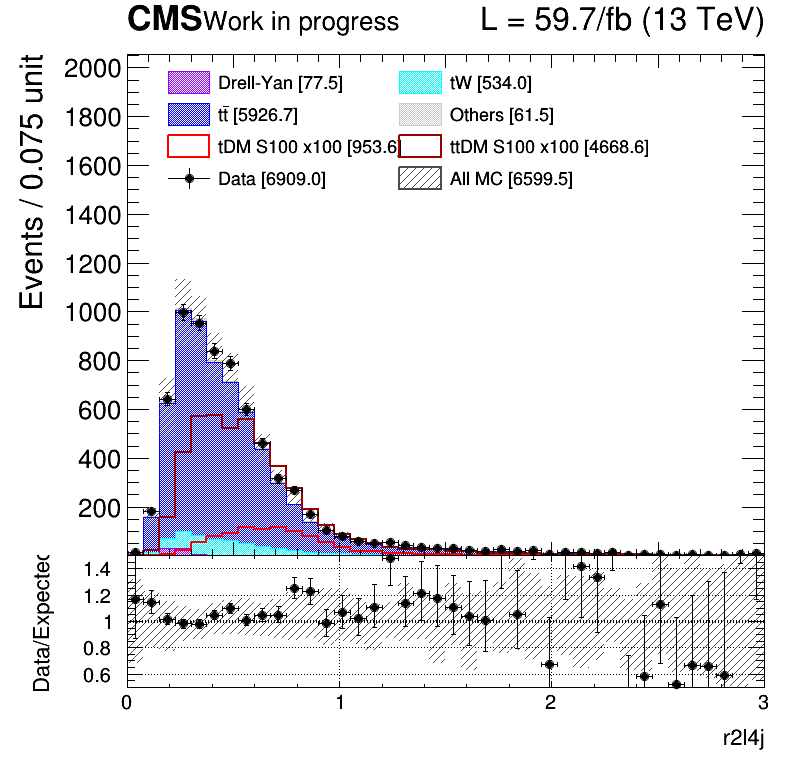 CMS Work in progress L = 59.7/fb (13 TeV)
Events / 0.075 unit
2000
1800
1600
1400
1200
1000
800
600
400
200
Drell-Yan [77.5] tW [534.0]
tt̄ [5926.7] Others [61.5]
tDM S100 x100 [953.6] ttDM S100 x100 [4668.6]
Data [6909.0] All MC [6599.5]
Data/Expected
1.4
1.2
1
0.8
0.6
0 1 2 3
r2l4j